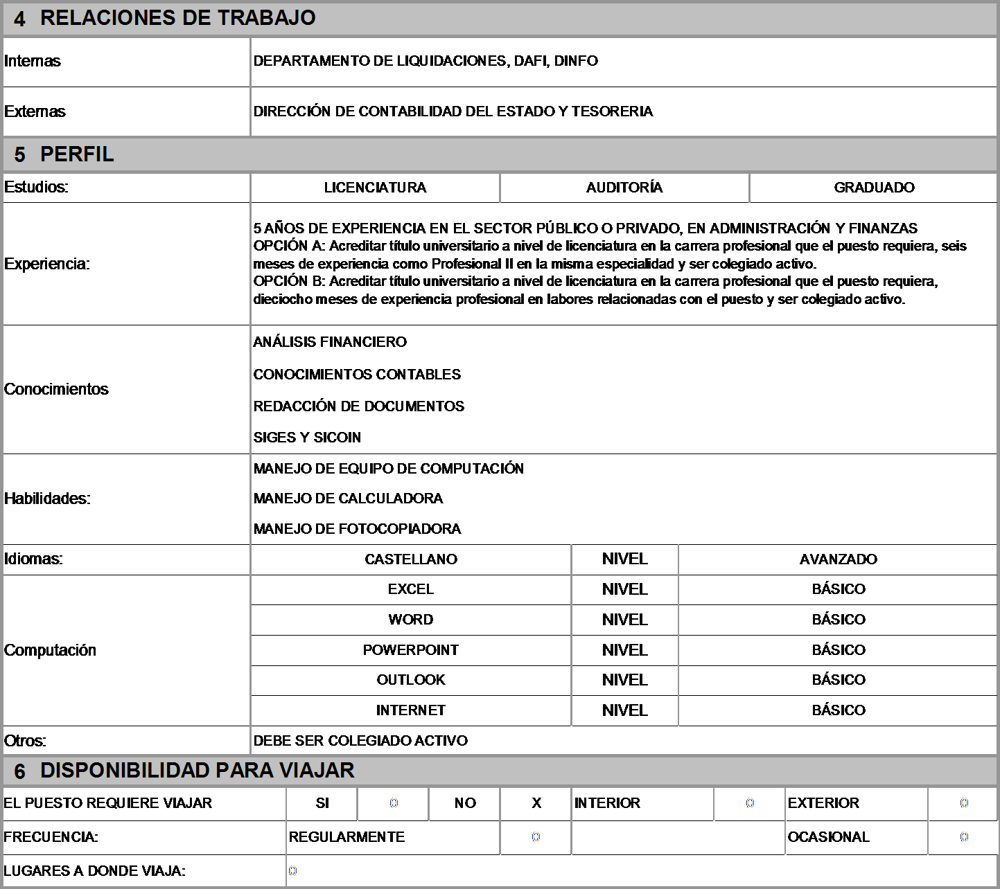 4 RELACIONES DE TRABAJO
Internas DEPARTAMENTO DE LIQUIDACIONES, DAFI, DINFO
Externas DIRECCIÓN DE CONTABILIDAD DEL ESTADO Y TESORERIA
5 PERFIL
Estudios: LICENCIATURA AUDITORÍA GRADUADO
Experiencia:
5 AÑOS DE EXPERIENCIA EN EL SECTOR PÚBLICO O PRIVADO, EN ADMINISTRACIÓN Y FINANZAS
OPCIÓN A: Acreditar título universitario a nivel de licenciatura en la carrera profesional que el puesto requiera, seis
meses de experiencia como Profesional II en la misma especialidad y ser colegiado activo.
OPCIÓN B: Acreditar título universitario a nivel de licenciatura en la carrera profesional que el puesto requiera,
dieciocho meses de experiencia profesional en labores relacionadas con el puesto y ser colegiado activo.
Conocimientos
ANÁLISIS FINANCIERO
CONOCIMIENTOS CONTABLES
REDACCIÓN DE DOCUMENTOS
SIGES Y SICOIN
Habilidades:
MANEJO DE EQUIPO DE COMPUTACIÓN
MANEJO DE CALCULADORA
MANEJO DE FOTOCOPIADORA
Idiomas: CASTELLANO NIVEL AVANZADO
Computación
EXCEL NIVEL BÁSICO
WORD NIVEL BÁSICO
POWERPOINT NIVEL BÁSICO
OUTLOOK NIVEL BÁSICO
INTERNET NIVEL BÁSICO
Otros: DEBE SER COLEGIADO ACTIVO
6 DISPONIBILIDAD PARA VIAJAR
EL PUESTO REQUIERE VIAJAR SI 0 NO X INTERIOR 0 EXTERIOR 0
FRECUENCIA: REGULARMENTE 0 OCASIONAL 0
LUGARES A DONDE VIAJA: 0